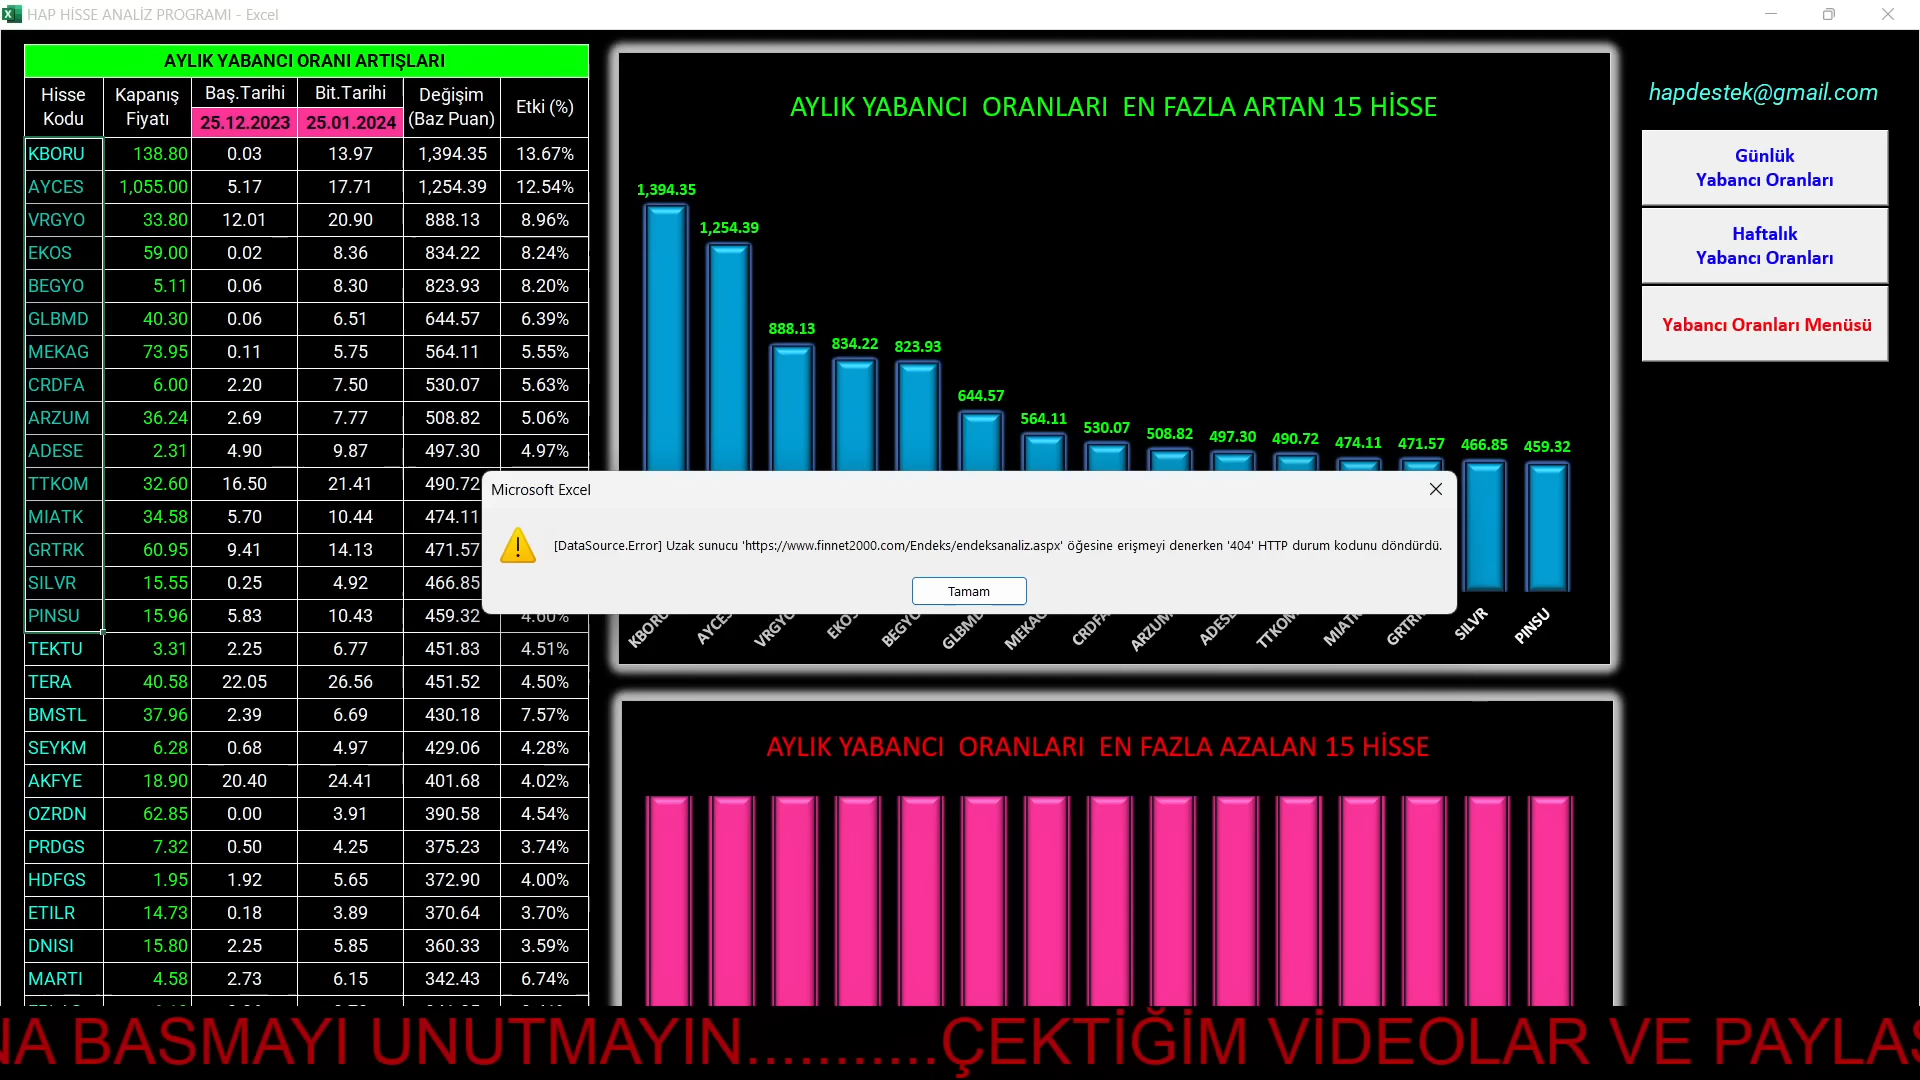 HAP HİSSE ANALİZ PROGRAMI - Excel
AYLIK YABANCI ORANI ARTIŞLARI
Hisse Kodu Kapanış Fiyatı Baş.Tarihi Bit.Tarihi Değişim (Baz Puan) Etki (%)
25.12.2023 25.01.2024
KBORU 138.80 0.03 13.97 1,394.35 13.67%
AYCES 1,055.00 5.17 17.71 1,254.39 12.54%
VRGYO 33.80 12.01 20.90 888.13 8.96%
EKOS 59.00 0.02 8.36 834.22 8.24%
BEGYO 5.11 0.06 8.30 823.93 8.20%
GLBMD 40.30 0.06 6.51 644.57 6.39%
MEKAG 73.95 0.11 5.75 564.11 5.55%
CRDFA 6.00 2.20 7.50 530.07 5.63%
ARZUM 36.24 2.69 7.77 508.82 5.06%
ADESE 2.31 4.90 9.87 497.30 4.97%
TTKOM 32.60 16.50 21.41 490.72
MIATK 34.58 5.70 10.44 474.11
GRTRK 60.95 9.41 14.13 471.57
SILVR 15.55 0.25 4.92 466.85
PINSU 15.96 5.83 10.43 459.32 4.60%
TEKTU 3.31 2.25 6.77 451.83 4.51%
TERA 40.58 22.05 26.56 451.52 4.50%
BMSTL 37.96 2.39 6.69 430.18 7.57%
SEYKM 6.28 0.68 4.97 429.06 4.28%
AKFYE 18.90 20.40 24.41 401.68 4.02%
OZRDN 62.85 0.00 3.91 390.58 4.54%
PRDGS 7.32 0.50 4.25 375.23 3.74%
HDFGS 1.95 1.92 5.65 372.90 4.00%
ETILR 14.73 0.18 3.89 370.64 3.70%
DNISI 15.80 2.25 5.85 360.33 3.59%
MARTI 4.58 2.73 6.15 342.43 6.74%
AYLIK YABANCI ORANLARI EN FAZLA ARTAN 15 HİSSE
1,394.35 1,254.39 888.13 834.22 823.93 644.57 564.11 530.07 508.82 497.30 490.72 474.11 471.57 466.85 459.32
Microsoft Excel
[DataSource.Error] Uzak sunucu 'https://www.finnet2000.com/Endeks/endeksanaliz.aspx' öğesine erişmeyi denerken '404' HTTP durum kodunu döndürdü.
Tamam
KBORU AYCES VRGYO EKOS BEGYO GLBMD MEKAG CRDFA ARZUM ADESE TTKOM MIATK GRTRK SILVR PINSU
AYLIK YABANCI ORANLARI EN FAZLA AZALAN 15 HİSSE
hapdestek@gmail.com
Günlük
Yabancı Oranları
Haftalık
Yabancı Oranları
Yabancı Oranları Menüsü
NA BASMAYI UNUTMAYIN...........ÇEKTİĞİM VİDEOLAR VE PAYLAŞ